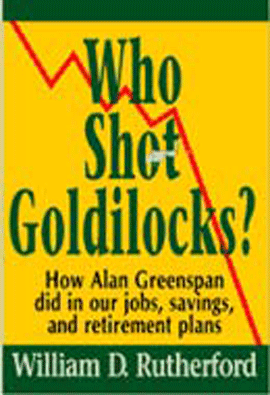 Who
Shot
Goldilocks?
How Alan Greenspan
did in our jobs, savings,
and retirement plans
William D. Rutherford